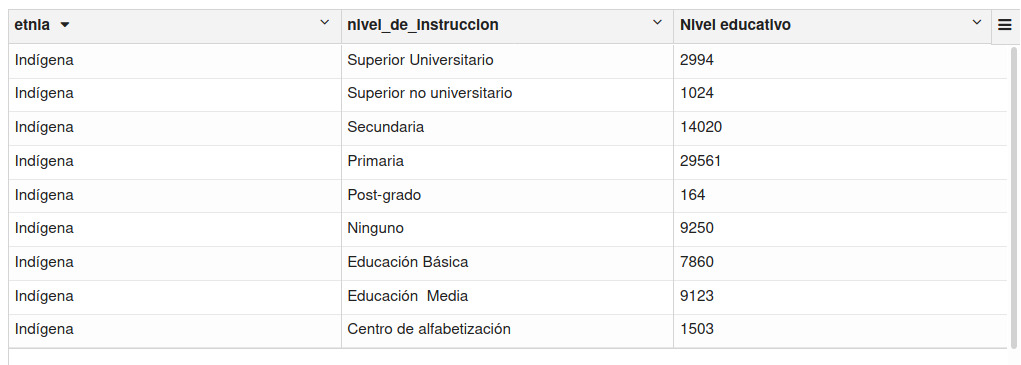 etnia nivel_de_instruccion Nivel educativo
Indígena Superior Universitario 2994
Indígena Superior no universitario 1024
Indígena Secundaria 14020
Indígena Primaria 29561
Indígena Post-grado 164
Indígena Ninguno 9250
Indígena Educación Básica 7860
Indígena Educación  Media 9123
Indígena Centro de alfabetización 1503